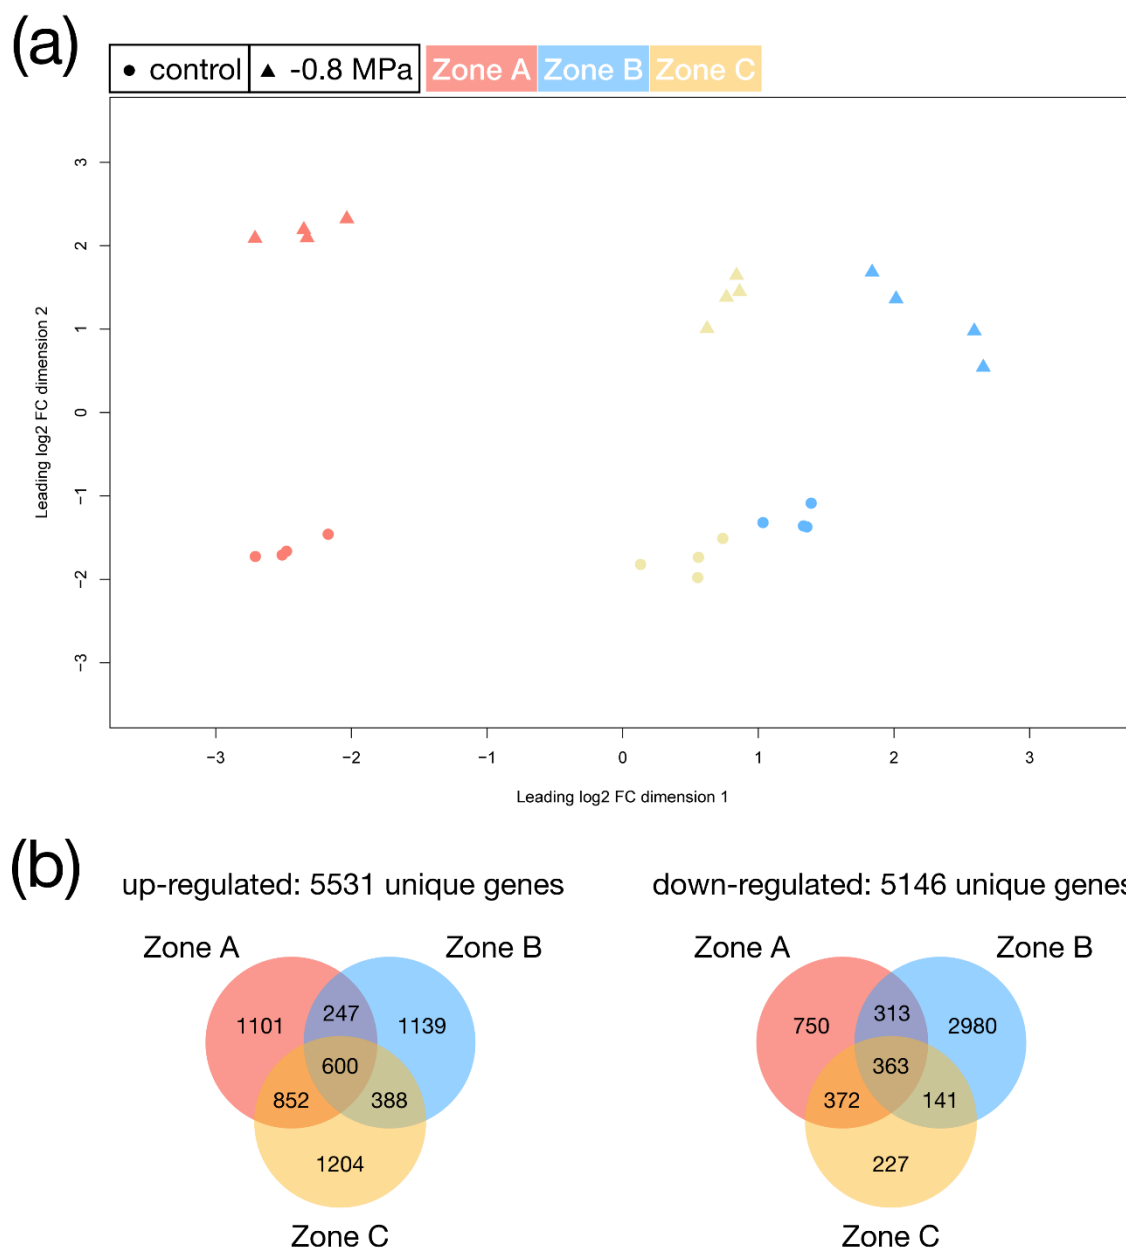 (a)
control -0.8 MPa Zone A Zone B Zone C
3
2
1
0
−1
−2
−3
Leading log2 FC dimension 2
−3 −2 −1 0 1 2 3
Leading log2 FC dimension 1
(b)
up-regulated: 5531 unique genes
Zone A Zone B
1101 247 1139
600
852 388
1204
Zone C
down-regulated: 5146 unique genes
Zone A Zone B
750 313 2980
363
372 141
227
Zone C